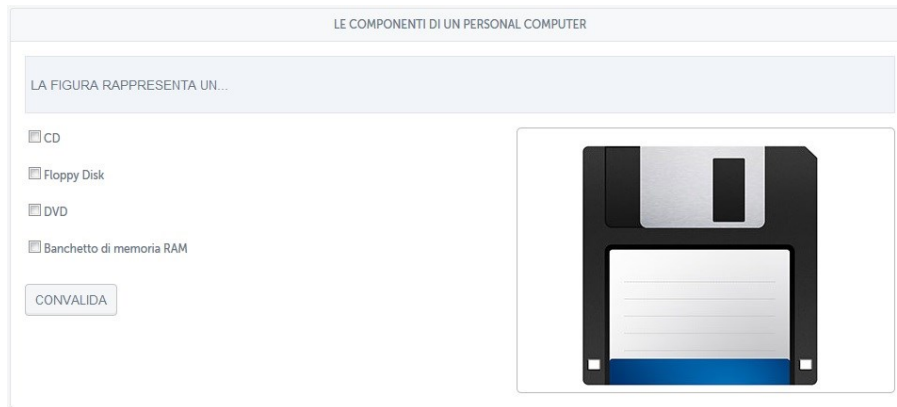 LE COMPONENTI DI UN PERSONAL COMPUTER
LA FIGURA RAPPRESENTA UN...
CD
Floppy Disk
DVD
Banchetto di memoria RAM
CONVALIDA